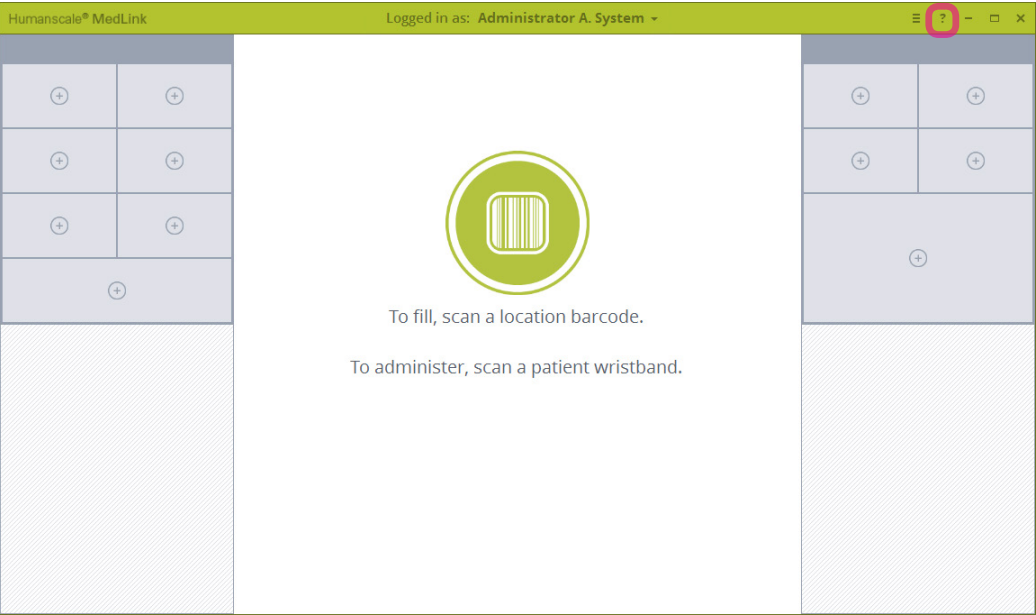 Humanscale® MedLink
Logged in as: Administrator A. System
?
To fill, scan a location barcode.
To administer, scan a patient wristband.